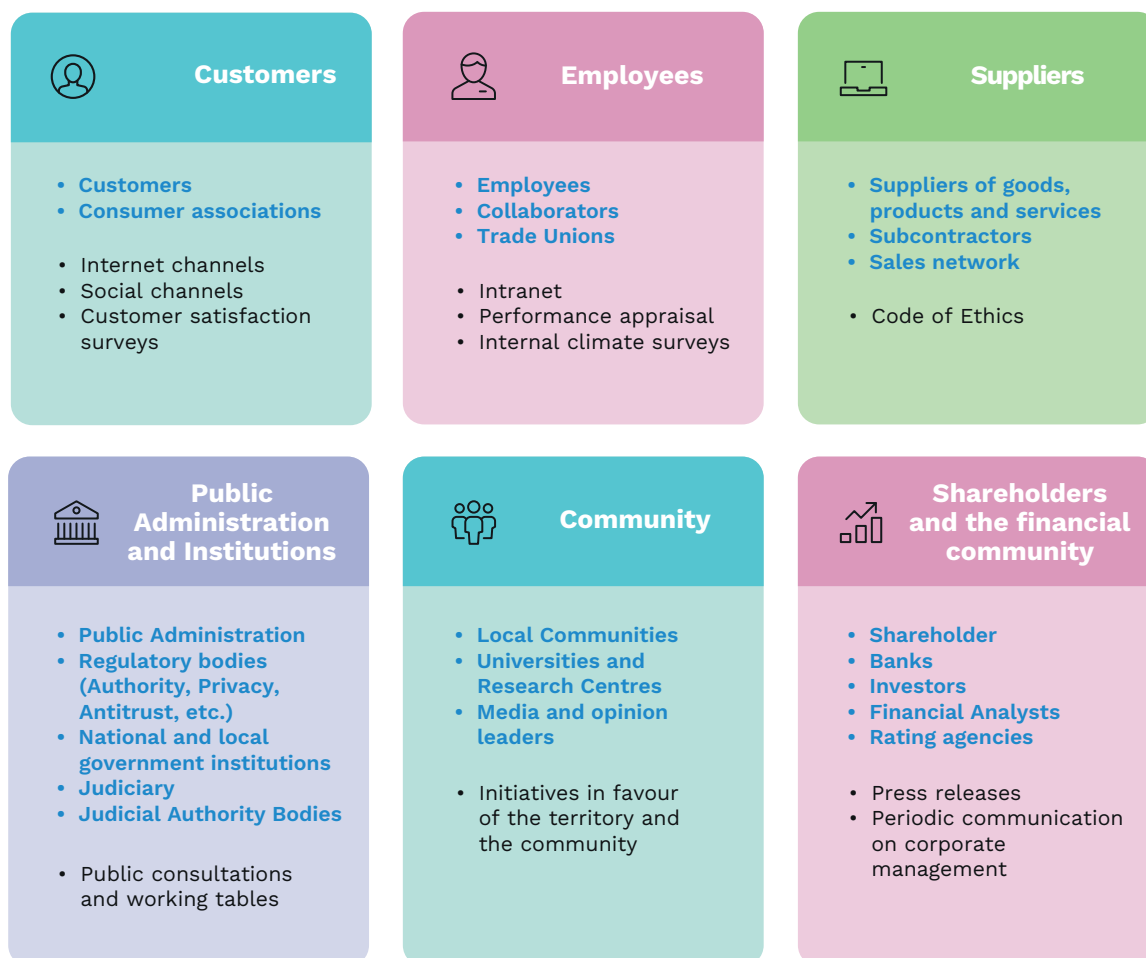 Customers
• Customers
• Consumer associations
• Internet channels
• Social channels
• Customer satisfaction
surveys
Employees
• Employees
• Collaborators
• Trade Unions
• Intranet
• Performance appraisal
• Internal climate surveys
Suppliers
• Suppliers of goods,
products and services
• Subcontractors
• Sales network
• Code of Ethics
Public
Administration
and Institutions
• Public Administration
• Regulatory bodies
(Authority, Privacy,
Antitrust, etc.)
• National and local
government institutions
• Judiciary
• Judicial Authority Bodies
• Public consultations
and working tables
Community
• Local Communities
• Universities and
Research Centres
• Media and opinion
leaders
• Initiatives in favour
of the territory and
the community
Shareholders
and the financial
community
• Shareholder
• Banks
• Investors
• Financial Analysts
• Rating agencies
• Press releases
• Periodic communication
on corporate
management